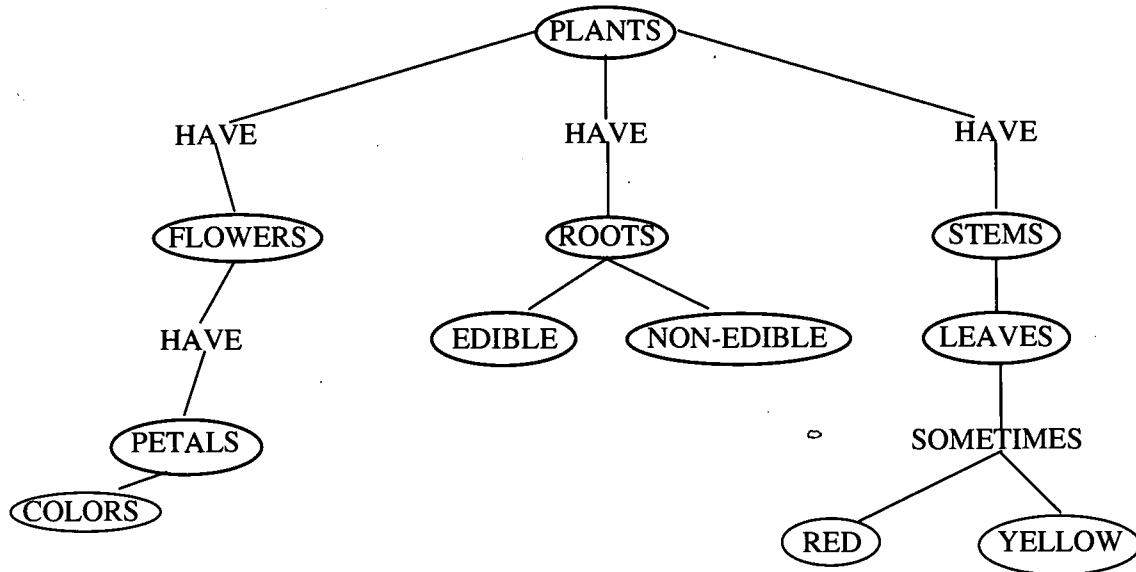 PLANTS
HAVE HAVE HAVE
FLOWERS ROOTS STEMS
HAVE EDIBLE NON-EDIBLE LEAVES
PETALS SOMETIMES
COLORS RED YELLOW